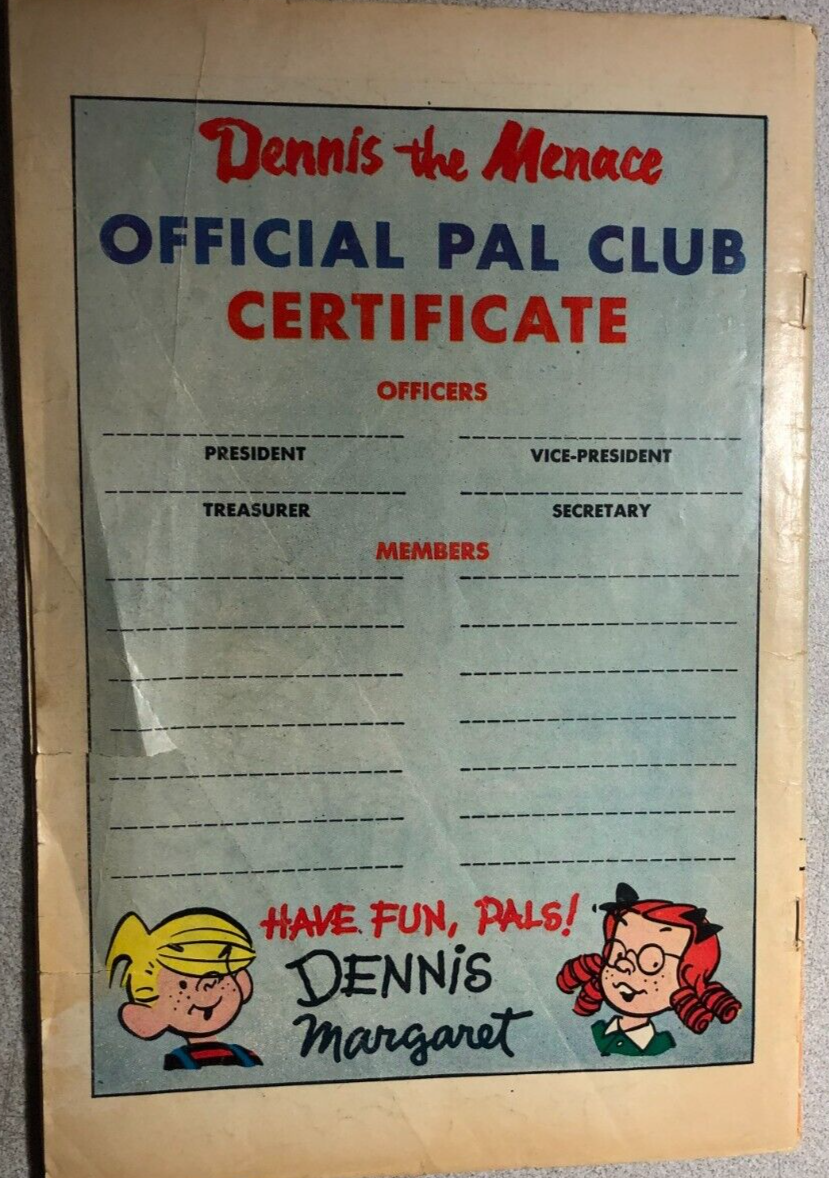 Dennis the Menace
OFFICIAL PAL CLUB
CERTIFICATE
OFFICERS
PRESIDENT VICE-PRESIDENT
TREASURER SECRETARY
MEMBERS
HAVE FUN, PALS!
DENNiS
Margaret